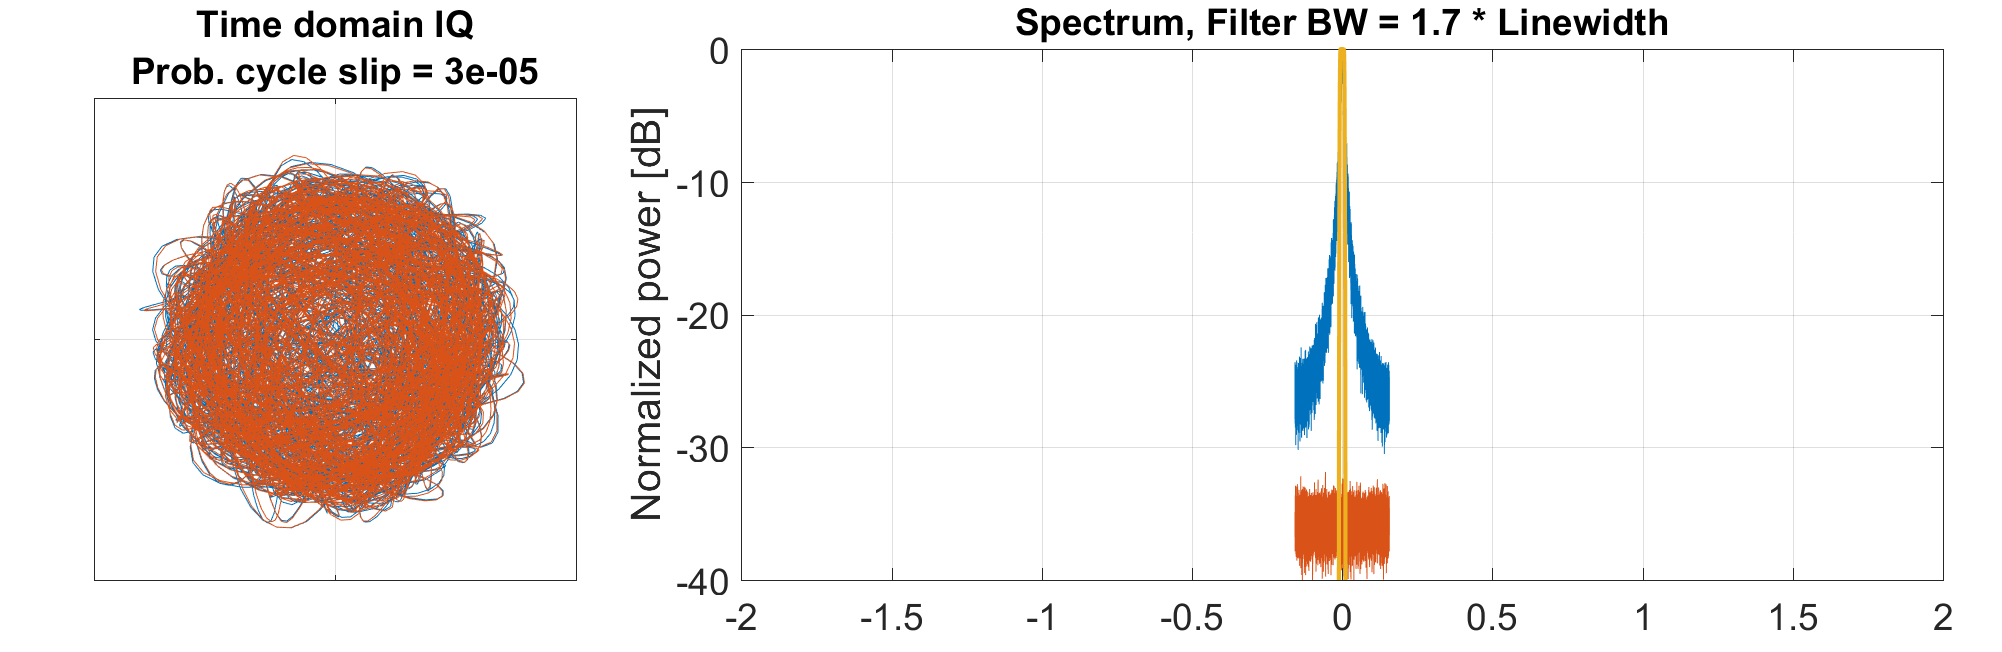 Time domain IQ
Prob. cycle slip = 3e-05
Spectrum, Filter BW = 1.7 * Linewidth
Normalized power [dB]
0
-10
-20
-30
-40
-2 -1.5 -1 -0.5 0 0.5 1 1.5 2